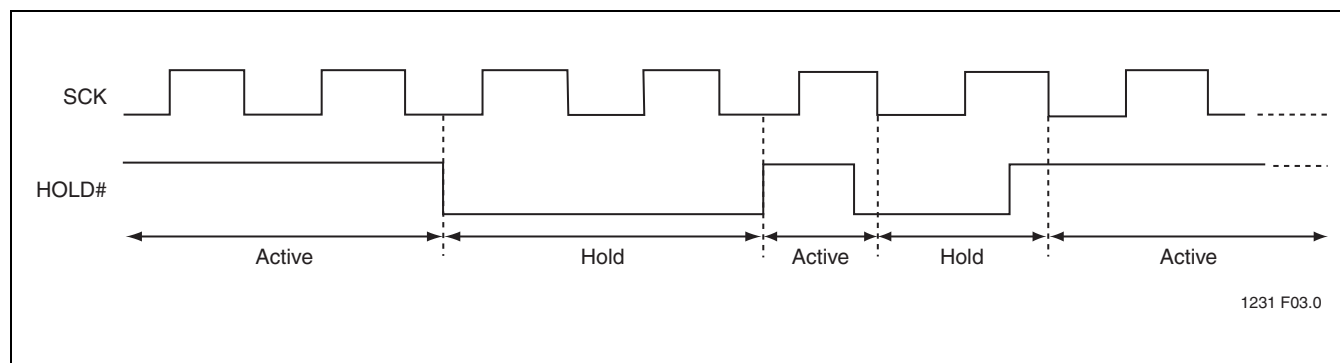 SCK
HOLD#
Active
Hold
Active
Hold
Active
1231 F03.0